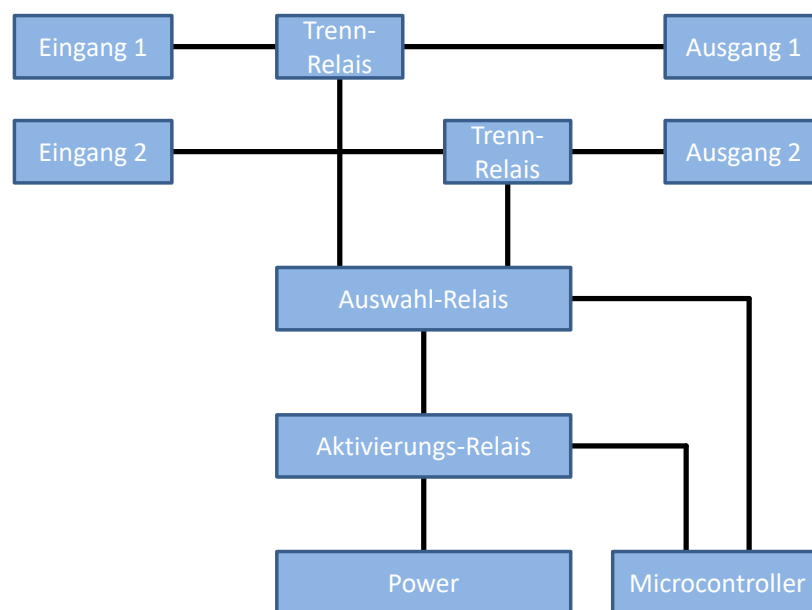 Eingang 1
Trenn-
Relais
Ausgang 1
Eingang 2
Trenn-
Relais
Ausgang 2
Auswahl-Relais
Aktivierungs-Relais
Power
Microcontroller